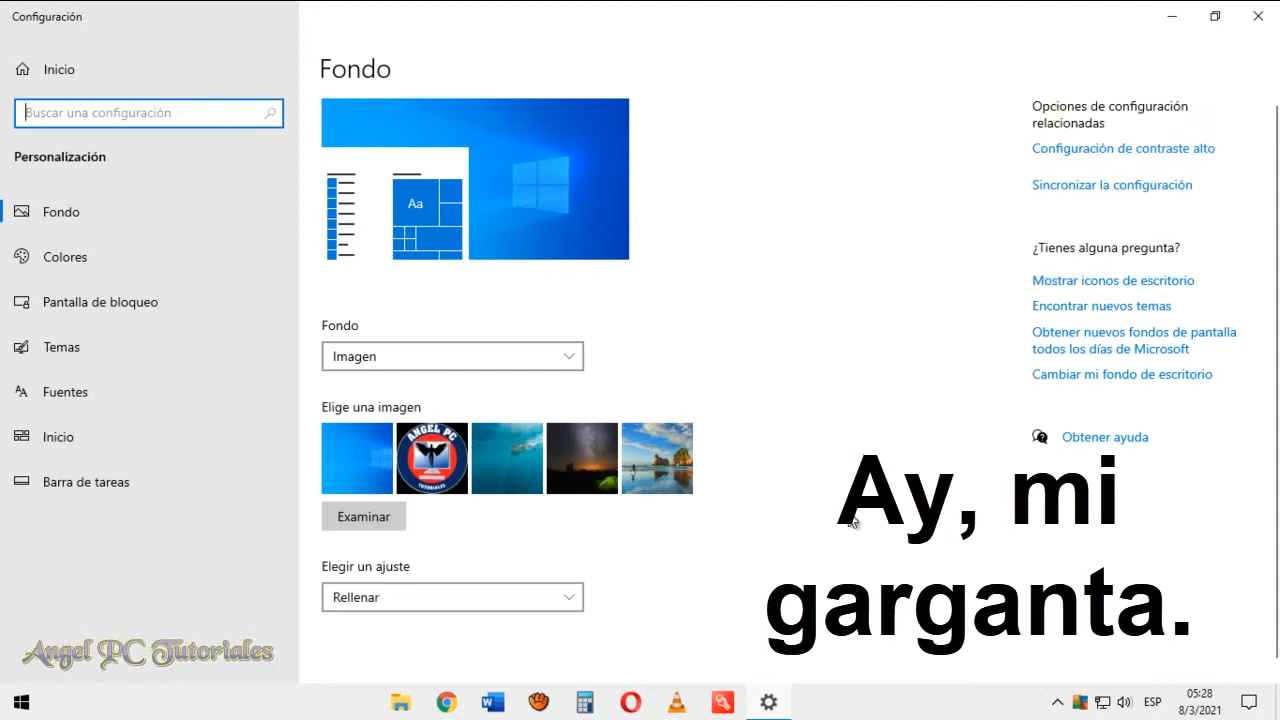 Configuración
Inicio
Buscar una configuración
Personalización
Fondo
Colores
Pantalla de bloqueo
Temas
Fuentes
Inicio
Barra de tareas
Angel PC Tutoriales
Fondo
Aa
Fondo
Imagen
Elige una imagen
ANGEL PC
TUTORIALES
Examinar
Elegir un ajuste
Rellenar
Opciones de configuración
relacionadas
Configuración de contraste alto
Sincronizar la configuración
¿Tienes alguna pregunta?
Mostrar iconos de escritorio
Encontrar nuevos temas
Obtener nuevos fondos de pantalla
todos los días de Microsoft
Cambiar mi fondo de escritorio
Obtener ayuda
Ay, mi
garganta.
ESP
05:28
8/3/2021